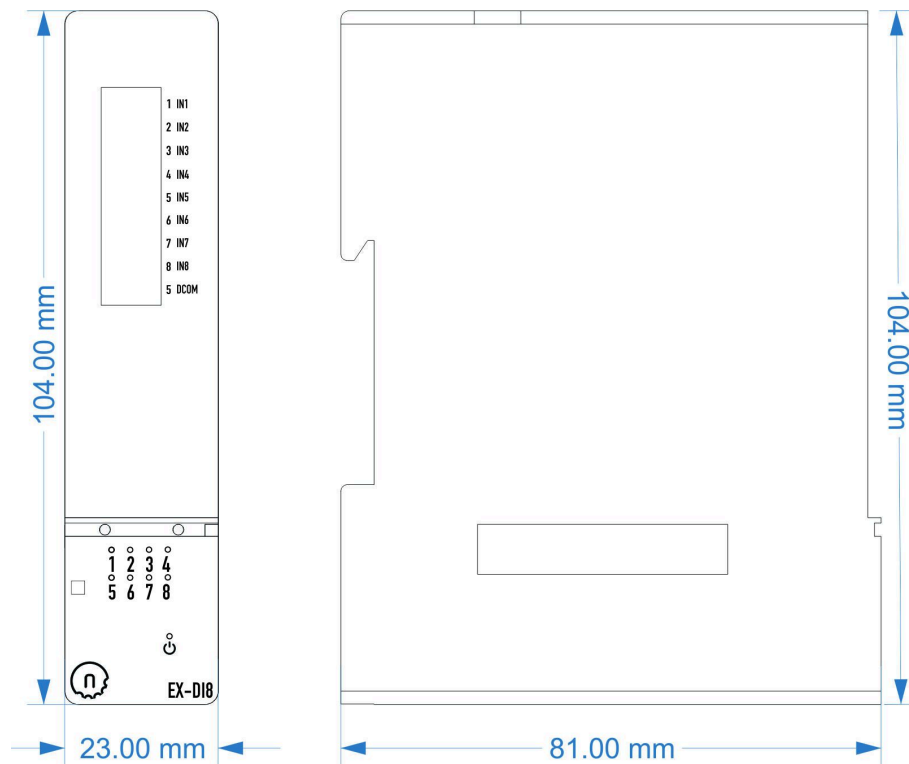 1 IN1
2 IN2
3 IN3
4 IN4
5 IN5
6 IN6
7 IN7
8 IN8
5 DCOM
104.00 mm
104.00 mm
1 2 3 4
5 6 7 8
n
EX-DI8
23.00 mm
81.00 mm